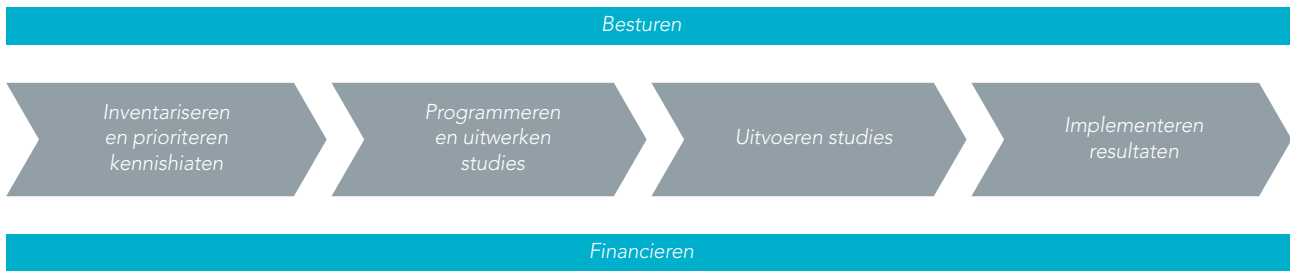 Besturen
Inventariseren
en prioriteren
kennishiaten
Programmeren
en uitwerken
studies
Uitvoeren studies
Implementeren
resultaten
Financieren